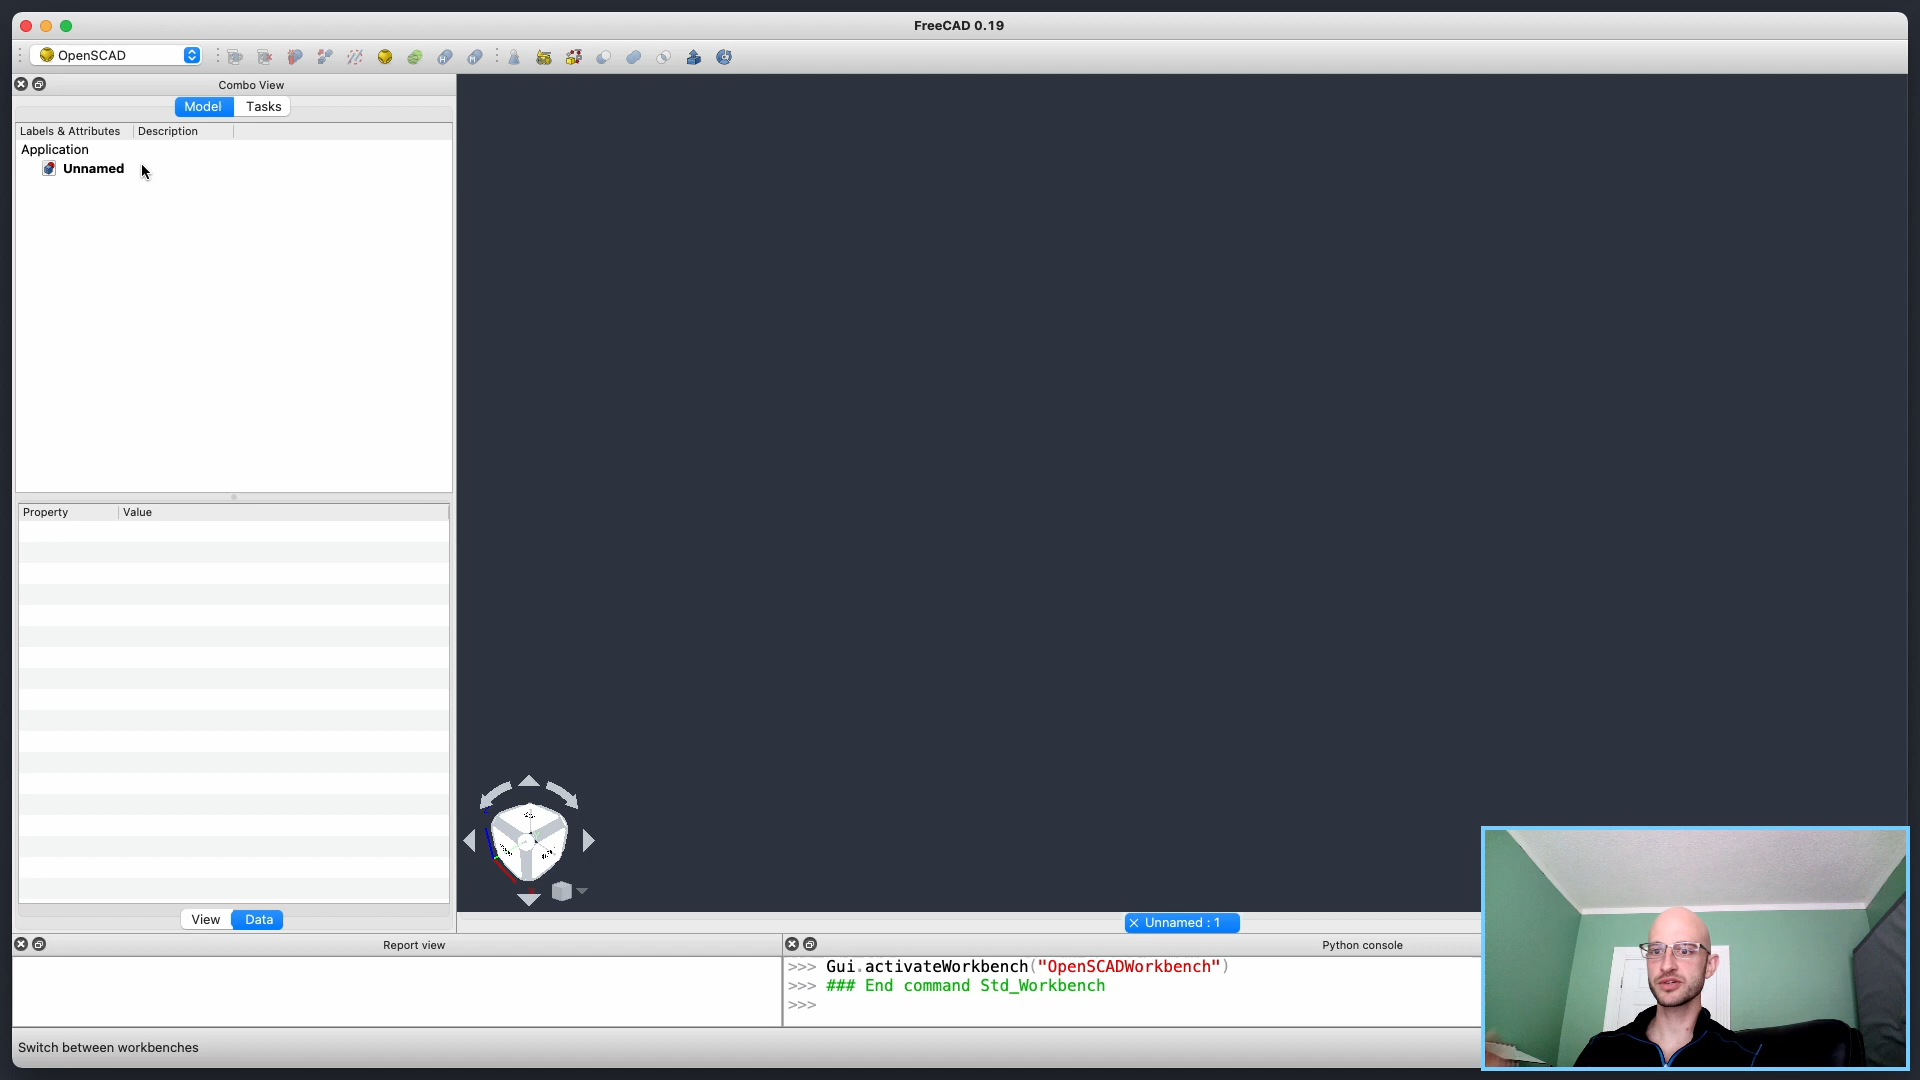 FreeCAD 0.19
OpenSCAD
Combo View
Model
Tasks
Labels & Attributes
Description
Application
Unnamed
Property
Value
View
Data
Unnamed : 1
Report view
Python console
>>> Gui.activateWorkbench("OpenSCADWorkbench")
>>> ### End command Std_Workbench
>>>
Switch between workbenches